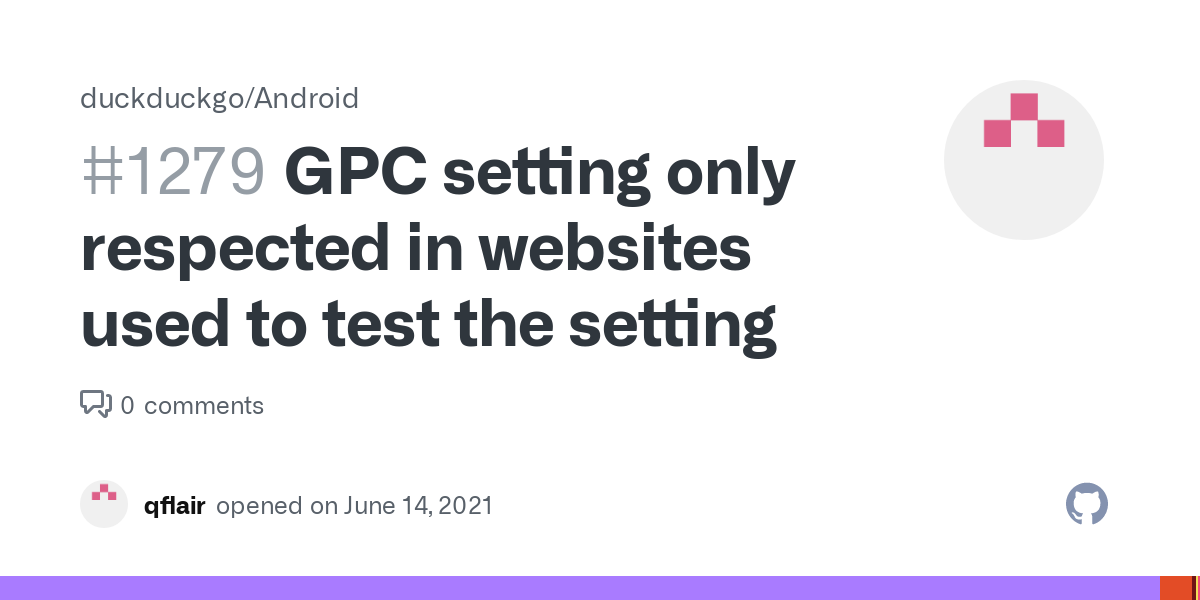 duckduckgo/Android
#1279 GPC setting only
respected in websites
used to test the setting
0 comments
qflair opened on June 14, 2021